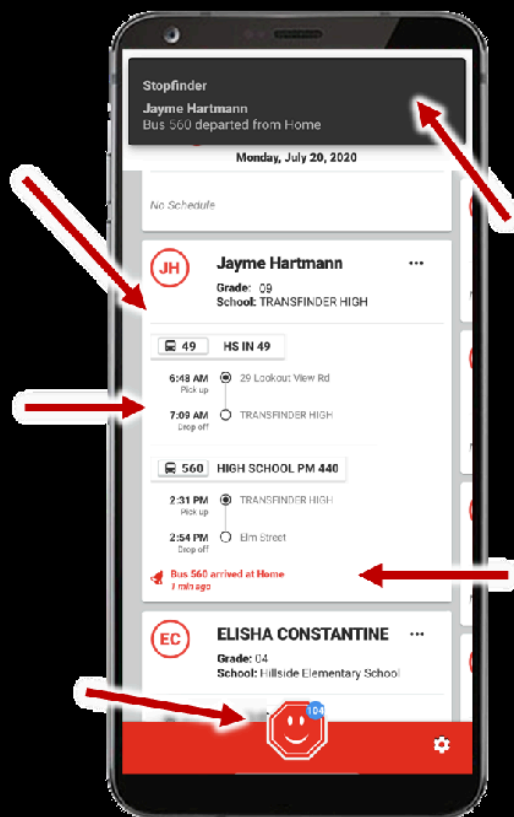 Stopfinder
Jayme Hartmann
Bus 560 departed from Home
Monday, July 20, 2020
No Schedule
JH
Jayme Hartmann
Grade: 09
School: TRANSFINDER HIGH
49 HS IN 49
6:48 AM 29 Lookout View Rd
Pick up
7:09 AM TRANSFINDER HIGH
Drop off
560 HIGH SCHOOL PM 440
2:31 PM TRANSFINDER HIGH
Pick up
2:54 PM Elm Street
Drop off
Bus 560 arrived at Home
1 min ago
EC
ELISHA CONSTANTINE
Grade: 04
School: Hillside Elementary School
104